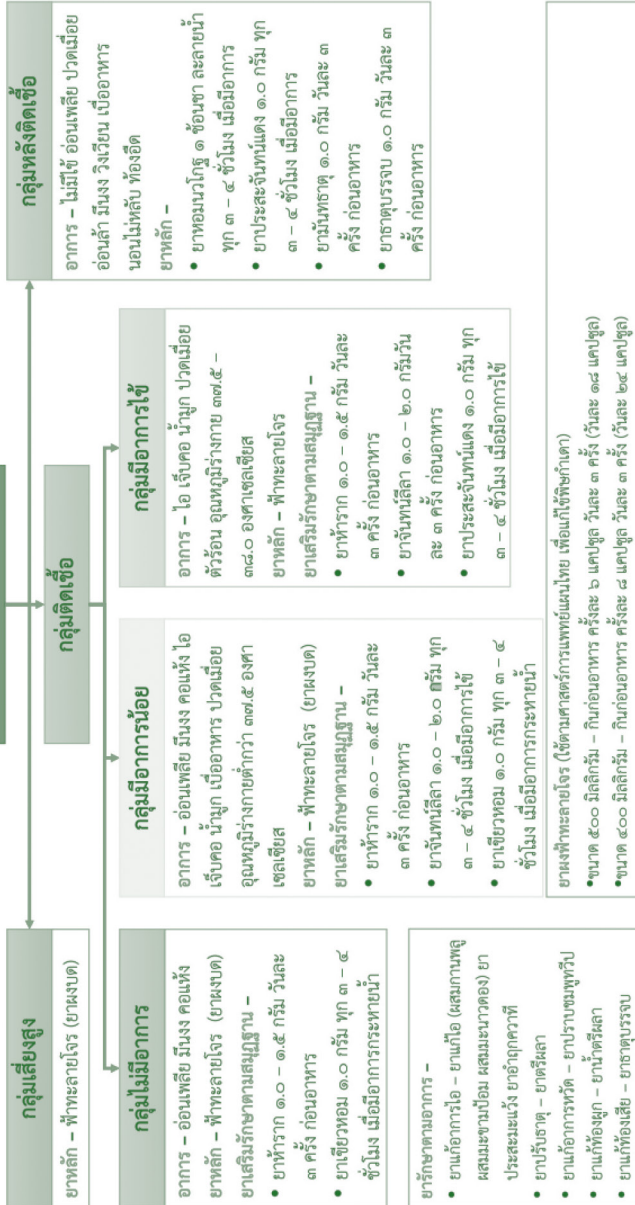 กลุ่มเสี่ยงสูง
ยาหลัก – ฟ้าทะลายโจร (ยาผงบด)
กลุ่มติดเชื้อ
กลุ่มหลังติดเชื้อ
อาการ – ไม่มีไข้ อ่อนเพลีย ปวดเมื่อย
อ่อนล้า มึนงง วิงเวียน เบื่ออาหาร
นอนไม่หลับ ท้องอืด
ยาหลัก –
• ยาหอมนวโกฐ ๑ ช้อนชา ละลายน้ำ
ทุก ๓ – ๔ ชั่วโมง เมื่อมีอาการ
• ยาประสะจันทน์แดง ๑.๐ กรัม ทุก
๓ – ๔ ชั่วโมง เมื่อมีอาการ
• ยามันทธาตุ ๑.๐ กรัม วันละ ๓
ครั้ง ก่อนอาหาร
• ยาธาตุบรรจบ ๑.๐ กรัม วันละ ๓
ครั้ง ก่อนอาหาร
กลุ่มไม่มีอาการ
อาการ – อ่อนเพลีย มึนงง คอแห้ง
ยาหลัก – ฟ้าทะลายโจร (ยาผงบด)
ยาเสริมรักษาตามสมุฏฐาน –
• ยาห้าราก ๑.๐ – ๑.๕ กรัม วันละ
๓ ครั้ง ก่อนอาหาร
• ยาเขียวหอม ๑.๐ กรัม ทุก ๓ – ๔
ชั่วโมง เมื่อมีอาการกระหายน้ำ
กลุ่มมีอาการน้อย
อาการ – อ่อนเพลีย มึนงง คอแห้ง ไอ
เจ็บคอ น้ำมูก เบื่ออาหาร ปวดเมื่อย
อุณหภูมิร่างกายต่ำกว่า ๓๗.๕ องศา
เซลเซียส
ยาหลัก – ฟ้าทะลายโจร (ยาผงบด)
ยาเสริมรักษาตามสมุฏฐาน –
• ยาห้าราก ๑.๐ – ๑.๕ กรัม วันละ
๓ ครั้ง ก่อนอาหาร
• ยาจันทน์ลีลา ๑.๐ – ๒.๐ กรัม ทุก
๓ – ๔ ชั่วโมง เมื่อมีอาการไข้
• ยาเขียวหอม ๑.๐ กรัม ทุก ๓ – ๔
ชั่วโมง เมื่อมีอาการกระหายน้ำ
กลุ่มมีอาการไข้
อาการ – ไอ เจ็บคอ น้ำมูก ปวดเมื่อย
ตัวร้อน อุณหภูมิร่างกาย ๓๗.๕ –
๓๘.๐ องศาเซลเซียส
ยาหลัก – ฟ้าทะลายโจร
ยาเสริมรักษาตามสมุฏฐาน –
• ยาห้าราก ๑.๐ – ๑.๕ กรัม วันละ
๓ ครั้ง ก่อนอาหาร
• ยาจันทน์ลีลา ๑.๐ – ๒.๐ กรัมวัน
ละ ๓ ครั้ง ก่อนอาหาร
• ยาประสะจันทน์แดง ๑.๐ กรัม ทุก
๓ – ๔ ชั่วโมง เมื่อมีอาการไข้
ยารักษาตามอาการ –
• ยาแก้อาการไอ – ยาแก้ไอ (ผสมกานพลู
ผสมมะขามป้อม ผสมมะนาวดอง) ยา
ประสะมะแว้ง ยาอำฤควาที
• ยาปรับธาตุ – ยาตรีผลา
• ยาแก้อาการหวัด – ยาปราบชมพูทวีป
• ยาแก้ท้องผูก – ยาน้ำตรีผลา
• ยาแก้ท้องเสีย – ยาธาตุบรรจบ
ยาผงฟ้าทะลายโจร (ใช้ตามศาสตร์การแพทย์แผนไทย เพื่อแก้ไข้พิษกำเดา)
•ขนาด ๕๐๐ มิลลิกรัม – กินก่อนอาหาร ครั้งละ ๖ แคปซูล วันละ ๓ ครั้ง (วันละ ๑๘ แคปซูล)
•ขนาด ๔๐๐ มิลลิกรัม – กินก่อนอาหาร ครั้งละ ๘ แคปซูล วันละ ๓ ครั้ง (วันละ ๒๔ แคปซูล)